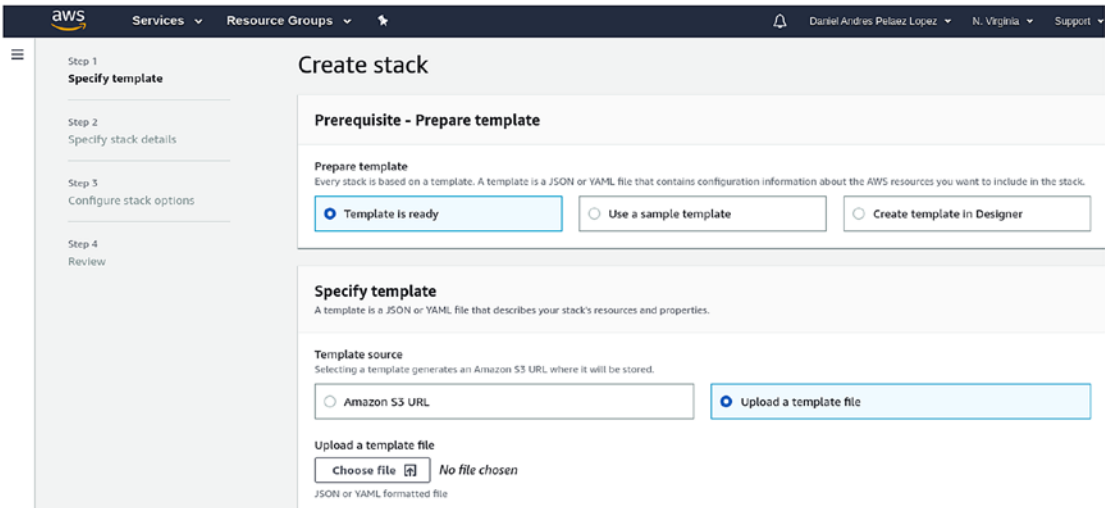 aws Services Resource Groups Daniel Andres Pelaez Lopez N. Virginia Support
Step 1
Specify template
Step 2
Specify stack details
Step 3
Configure stack options
Step 4
Review
Create stack
Prerequisite - Prepare template
Prepare template
Every stack is based on a template. A template is a JSON or YAML file that contains configuration information about the AWS resources you want to include in the stack.
Template is ready Use a sample template Create template in Designer
Specify template
A template is a JSON or YAML file that describes your stack's resources and properties.
Template source
Selecting a template generates an Amazon S3 URL where it will be stored.
Amazon S3 URL Upload a template file
Upload a template file
Choose file No file chosen
JSON or YAML formatted file